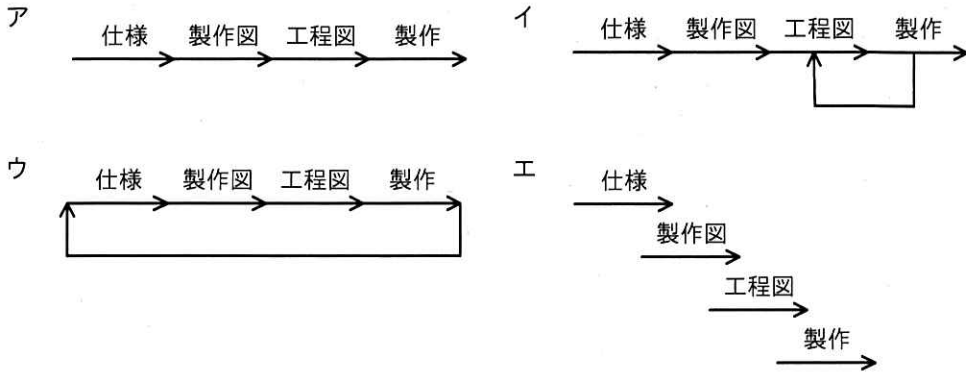 ア
仕様 製作図 工程図 製作
イ
仕様 製作図 工程図 製作
ウ
仕様 製作図 工程図 製作
エ
仕様
製作図
工程図
製作